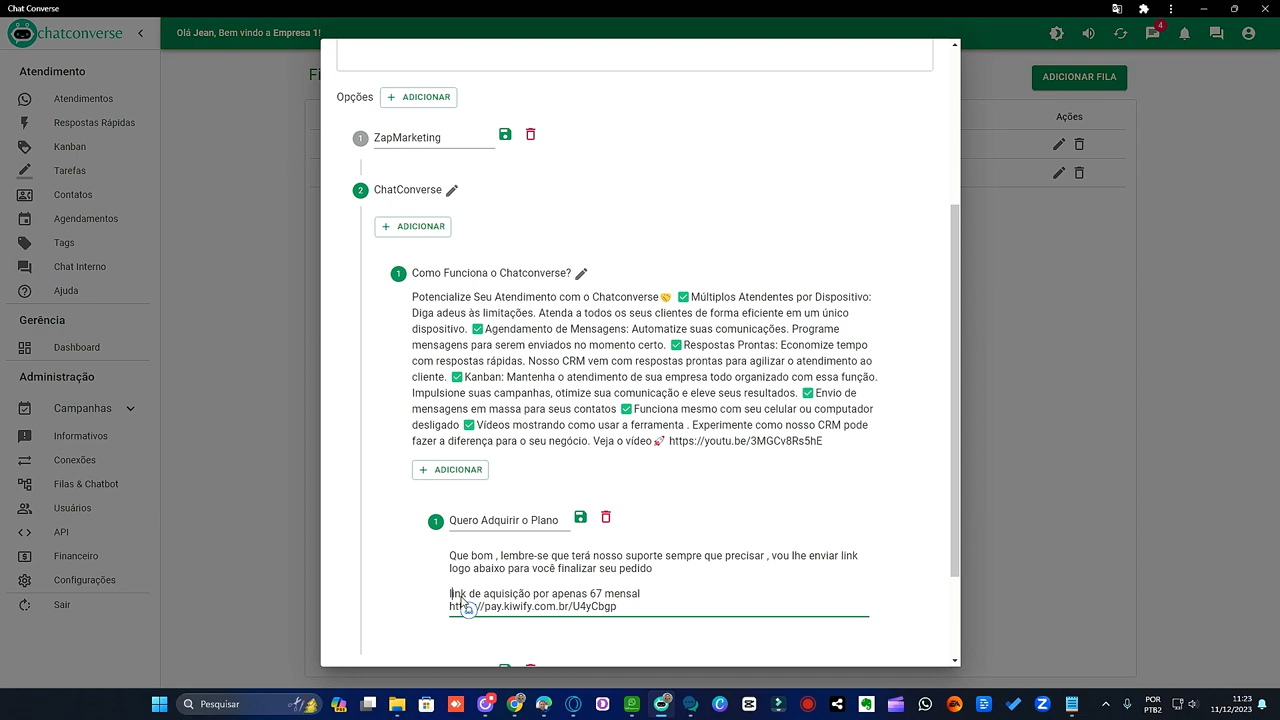 Chat Converse
chatconverse
Olá Jean, Bem vindo a Empresa 1!
4
Atendimento
Atendimentos
Respostas Rápidas
Kanban
Tarefas
Contatos
Agendamentos
Tags
Chat Interno
Ajuda
Gerência
Dashboard
Administração
Campanhas
Informativos
Conexões
Filas & Chatbot
Usuários
API
Financeiro
Configurações
Sair
Fi
ADICIONAR FILA
Ações
Opções
+ ADICIONAR
1 ZapMarketing
2 ChatConverse
+ ADICIONAR
1 Como Funciona o Chatconverse?
Potencialize Seu Atendimento com o Chatconverse🤝 ✅Múltiplos Atendentes por Dispositivo:
Diga adeus às limitações. Atenda a todos os seus clientes de forma eficiente em um único
dispositivo. ✅Agendamento de Mensagens: Automatize suas comunicações. Programe
mensagens para serem enviados no momento certo. ✅Respostas Prontas: Economize tempo
com respostas rápidas. Nosso CRM vem com respostas prontas para agilizar o atendimento ao
cliente. ✅Kanban: Mantenha o atendimento de sua empresa todo organizado com essa função.
Impulsione suas campanhas, otimize sua comunicação e eleve seus resultados. ✅Envio de
mensagens em massa para seus contatos ✅Funciona mesmo com seu celular ou computador
desligado ✅Vídeos mostrando como usar a ferramenta . Experimente como nosso CRM pode
fazer a diferença para o seu negócio. Veja o vídeo🚀 https://youtu.be/3MGCv8Rs5hE
+ ADICIONAR
1 Quero Adquirir o Plano
Que bom , lembre-se que terá nosso suporte sempre que precisar , vou lhe enviar link
logo abaixo para você finalizar seu pedido
link de aquisição por apenas 67 mensal
https://pay.kiwify.com.br/U4yCbgp
Pesquisar
POR
PTB2
11:23
11/12/2023